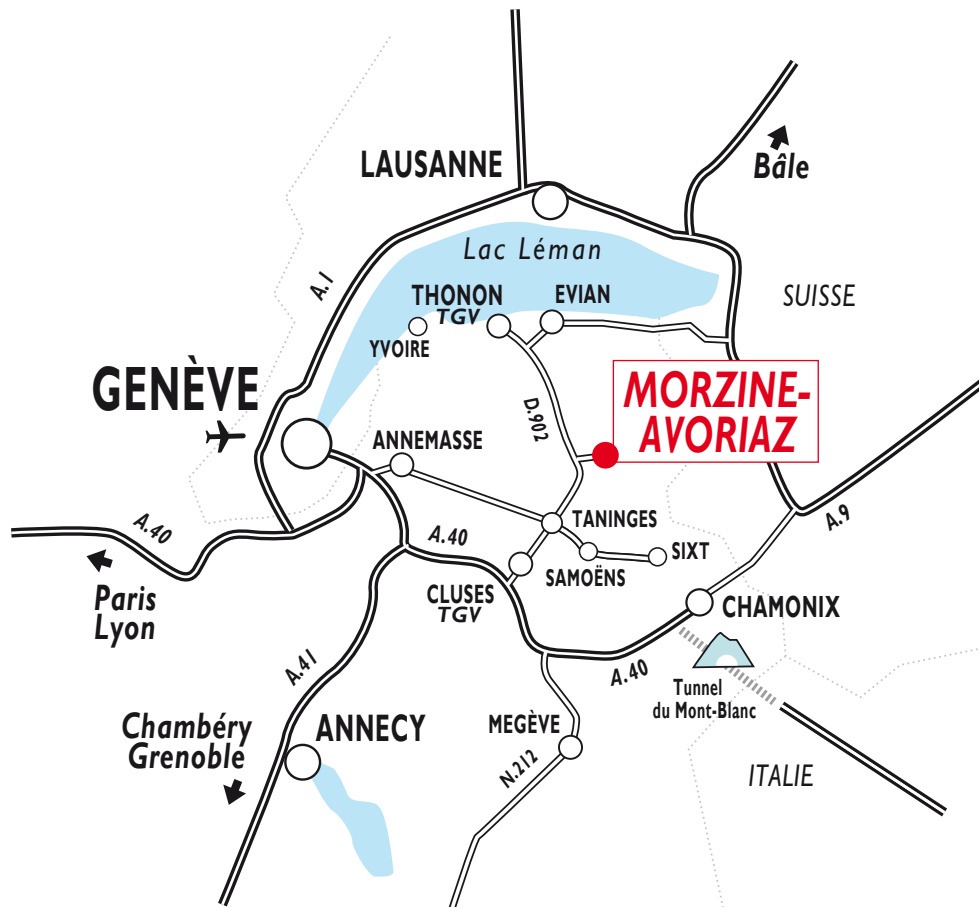 LAUSANNE
Bâle
Lac Léman
A.1
SUISSE
THONON
TGV
EVIAN
YVOIRE
GENÈVE
MORZINE-
AVORIAZ
D.902
ANNEMASSE
A.40
A.40
TANINGES
A.9
SIXT
SAMOËNS
Paris
Lyon
CLUSES
TGV
CHAMONIX
A.41
A.40
Tunnel
du Mont-Blanc
Chambéry
Grenoble
ANNECY
MEGÈVE
N.212
ITALIE